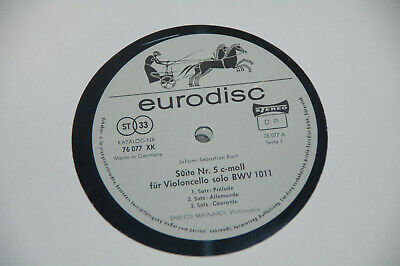 eurodisc
ST 33
STEREO
KATALOG-NR.
76 077 XK
Made in Germany
D. P.
76 077 A
Seite 1
Johann Sebastian Bach
Suite Nr. 5 c-moll
für Violoncello solo BWV 1011
1. Satz: Prélude
2. Satz: Allemande
3. Satz: Courante
ENRICO MAINARDI, Violoncello